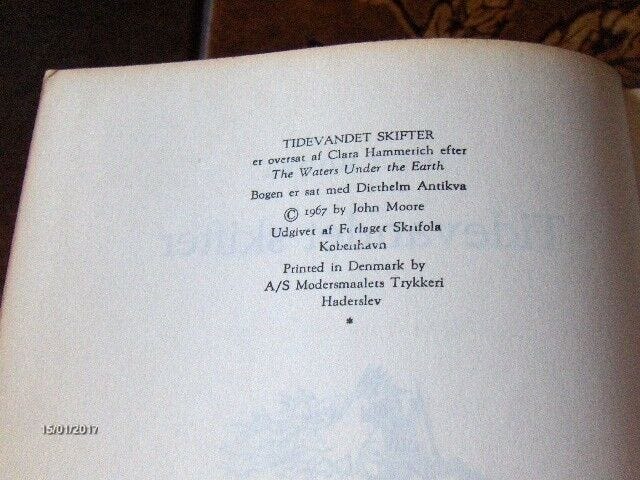 TIDEVANDET SKIFTER
er oversat af Clara Hammerich efter
The Waters Under the Earth
Bogen er sat med Diethelm Antikva
© 1967 by John Moore
Udgivet af Forlaget Skrifola
København
Printed in Denmark by
A/S Modersmaalets Trykkeri
Haderslev
*
15/01/2017